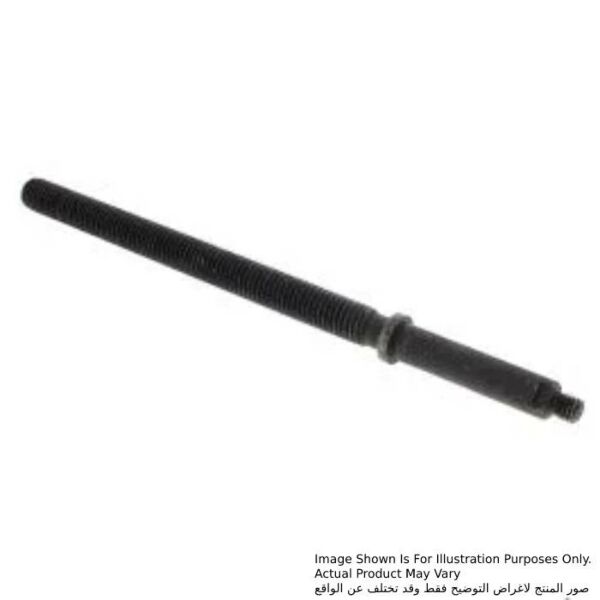 Image Shown Is For Illustration Purposes Only.
Actual Product May Vary
صور المنتج لاغراض التوضيح فقط وقد تختلف عن الواقع